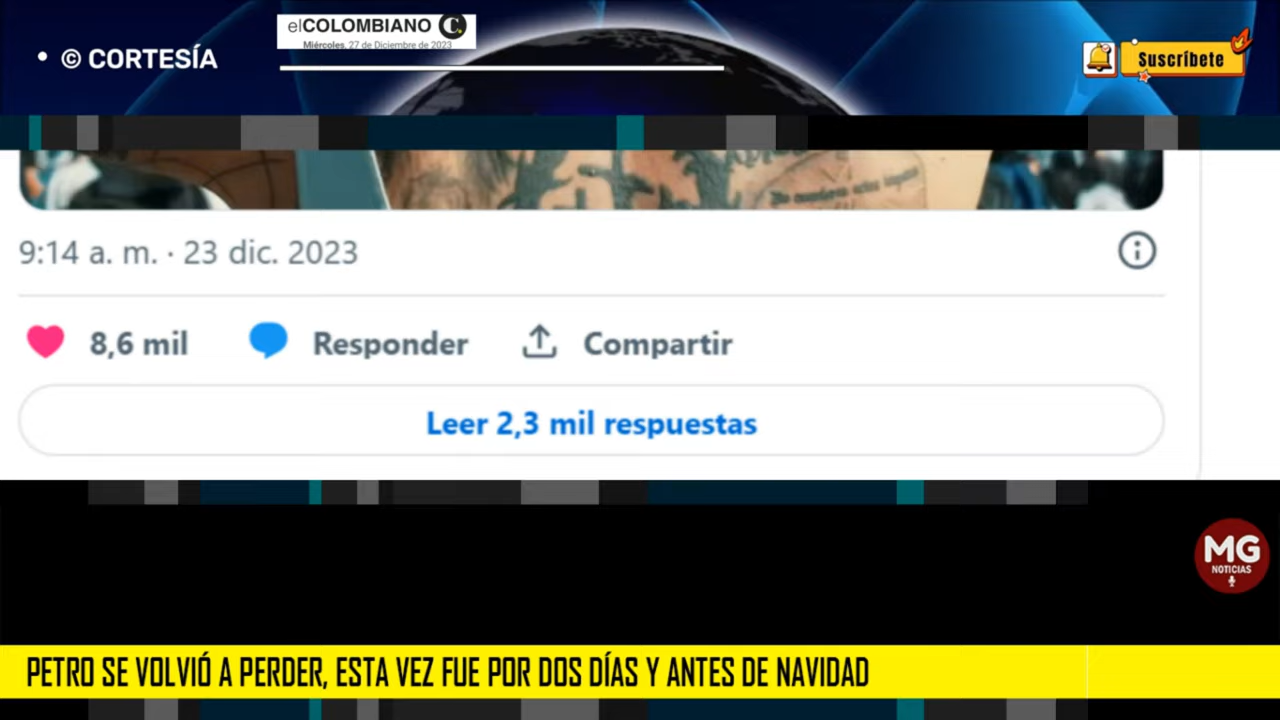 elCOLOMBIANO
Miércoles, 27 de Diciembre de 2023
• © CORTESÍA
Suscríbete
9:14 a. m. · 23 dic. 2023
8,6 mil
Responder
Compartir
Leer 2,3 mil respuestas
MG
NOTICIAS
PETRO SE VOLVIÓ A PERDER, ESTA VEZ FUE POR DOS DÍAS Y ANTES DE NAVIDAD